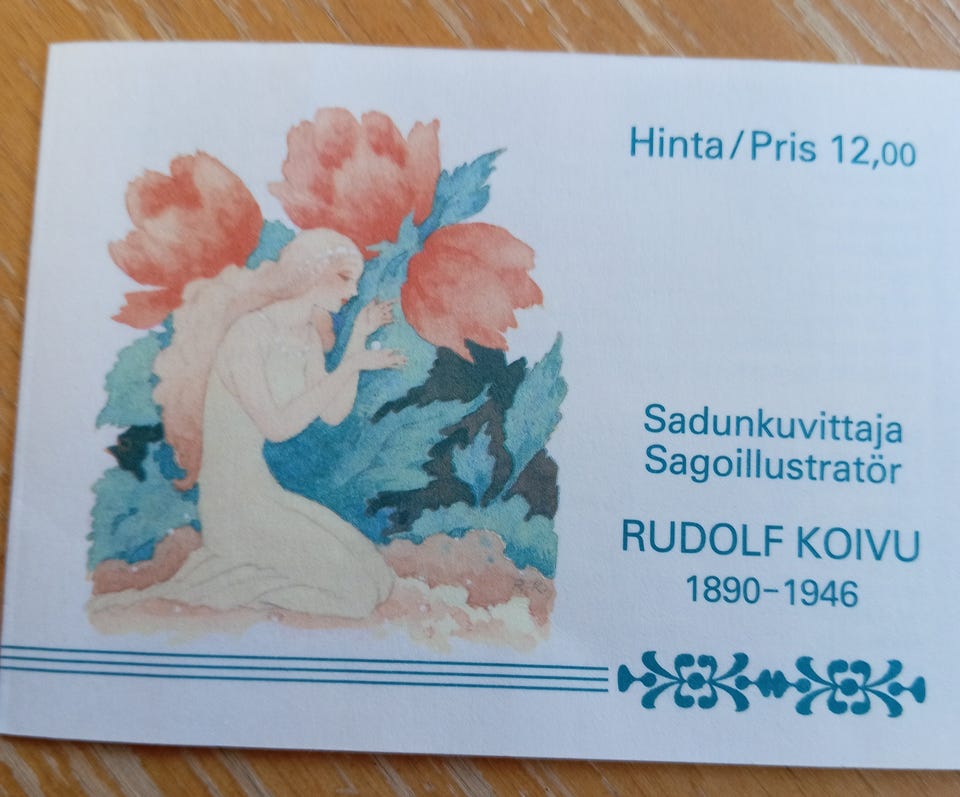 Hinta/Pris 12,00
Sadunkuvittaja
Sagoillustratör
RUDOLF KOIVU
1890-1946